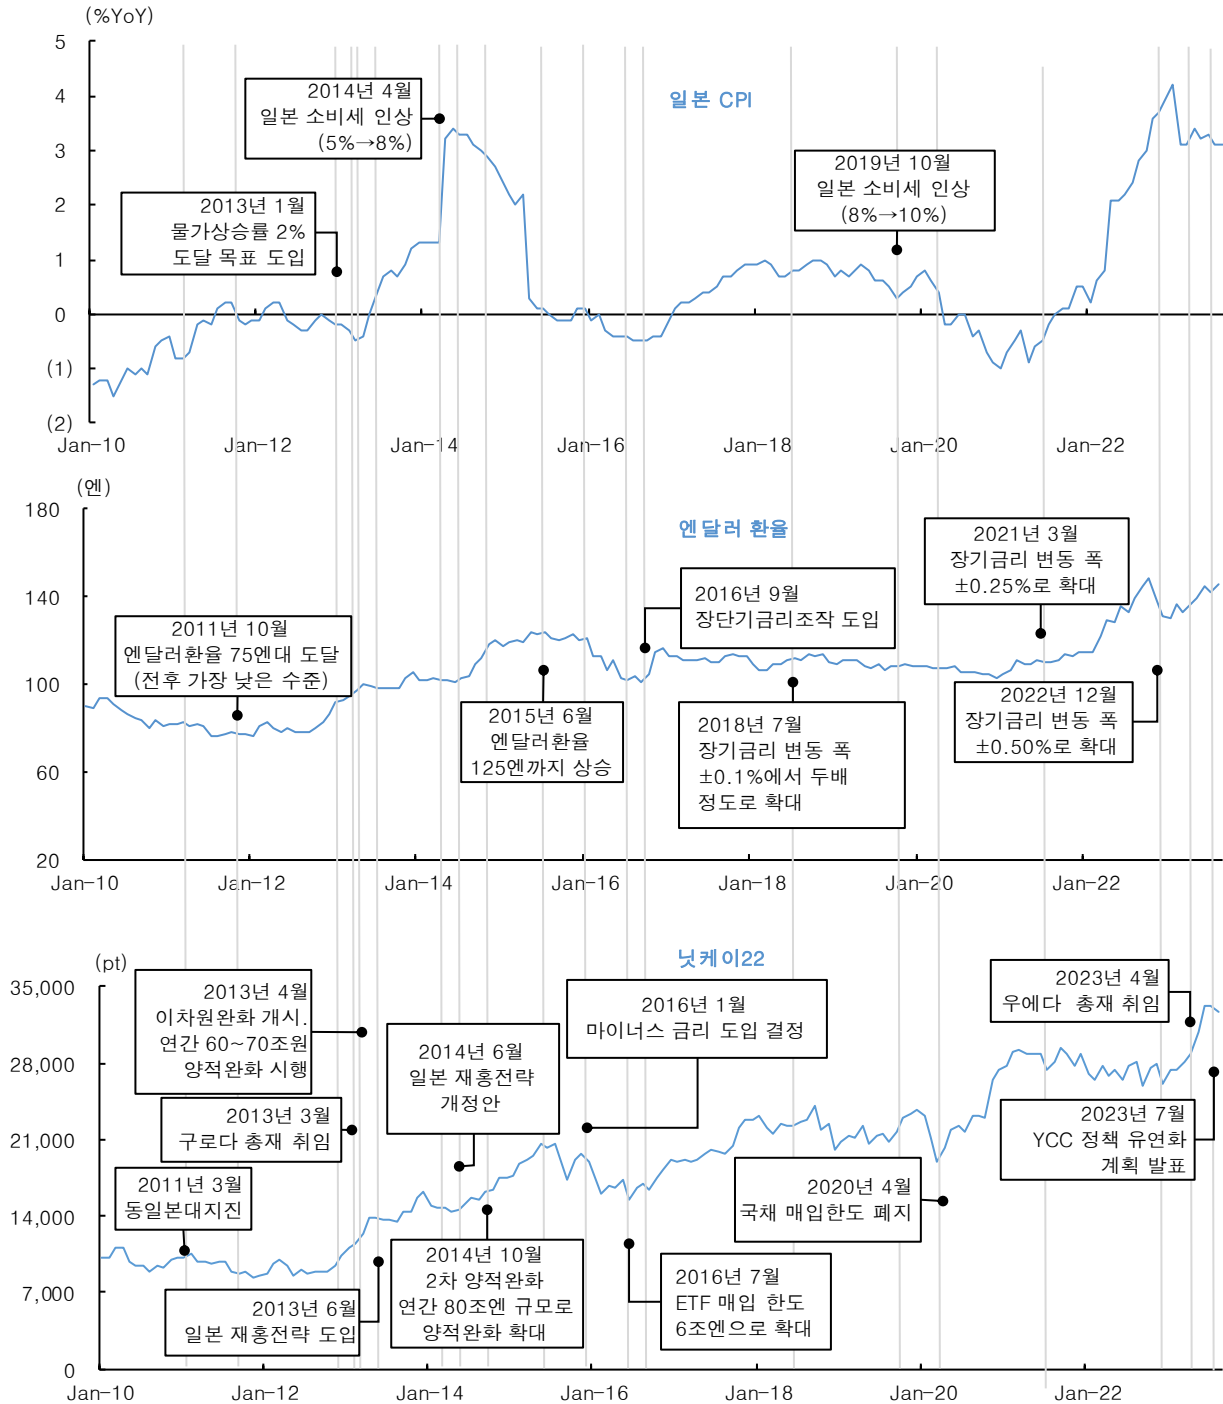 (%YoY)
일본 CPI
5
4
3
2
1
0
(1)
(2)
2014년 4월
일본 소비세 인상
(5%→8%)
2013년 1월
물가상승률 2%
도달 목표 도입
2019년 10월
일본 소비세 인상
(8%→10%)
Jan-10
Jan-12
Jan-14
Jan-16
Jan-18
Jan-20
Jan-22
(엔)
엔달러 환율
180
140
100
60
20
2011년 10월
엔달러환율 75엔대 도달
(전후 가장 낮은 수준)
2015년 6월
엔달러환율
125엔까지 상승
2016년 9월
장단기금리조작 도입
2018년 7월
장기금리 변동 폭
±0.1%에서 두배
정도로 확대
2021년 3월
장기금리 변동 폭
±0.25%로 확대
2022년 12월
장기금리 변동 폭
±0.50%로 확대
Jan-10
Jan-12
Jan-14
Jan-16
Jan-18
Jan-20
Jan-22
(pt)
닛케이22
35,000
28,000
21,000
14,000
7,000
0
2013년 4월
이차원완화 개시.
연간 60~70조원
양적완화 시행
2013년 3월
구로다 총재 취임
2011년 3월
동일본대지진
2013년 6월
일본 재홍전략 도입
2014년 6월
일본 재홍전략
개정안
2014년 10월
2차 양적완화
연간 80조엔 규모로
양적완화 확대
2016년 1월
마이너스 금리 도입 결정
2016년 7월
ETF 매입 한도
6조엔으로 확대
2020년 4월
국채 매입한도 폐지
2023년 4월
우에다 총재 취임
2023년 7월
YCC 정책 유연화
계획 발표
Jan-10
Jan-12
Jan-14
Jan-16
Jan-18
Jan-20
Jan-22